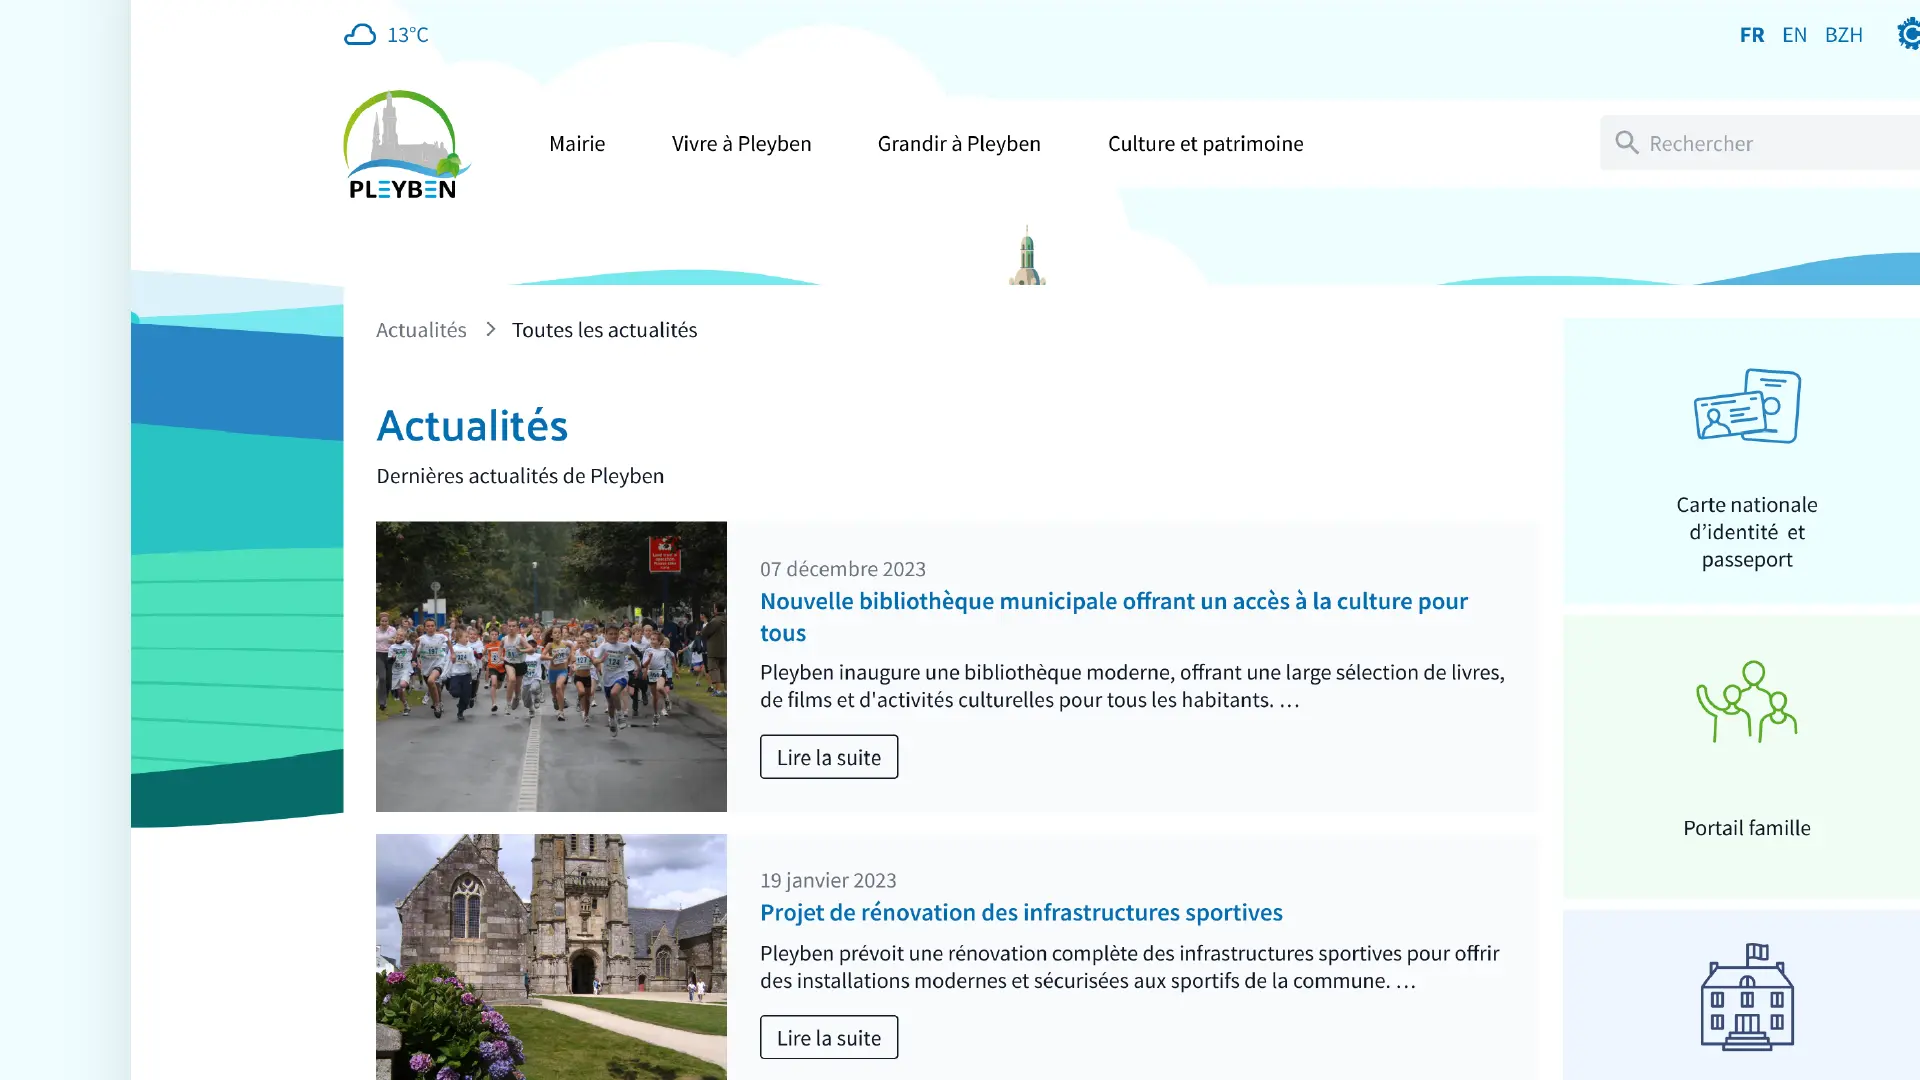 13°C
FR EN BZH
PLEYBEN
Mairie Vivre à Pleyben Grandir à Pleyben Culture et patrimoine
Rechercher
Actualités > Toutes les actualités
Actualités
Dernières actualités de Pleyben
07 décembre 2023
Nouvelle bibliothèque municipale offrant un accès à la culture pour
tous
Pleyben inaugure une bibliothèque moderne, offrant une large sélection de livres,
de films et d'activités culturelles pour tous les habitants. …
Lire la suite
19 janvier 2023
Projet de rénovation des infrastructures sportives
Pleyben prévoit une rénovation complète des infrastructures sportives pour offrir
des installations modernes et sécurisées aux sportifs de la commune. …
Lire la suite
Carte nationale
d’identité et
passeport
Portail famille